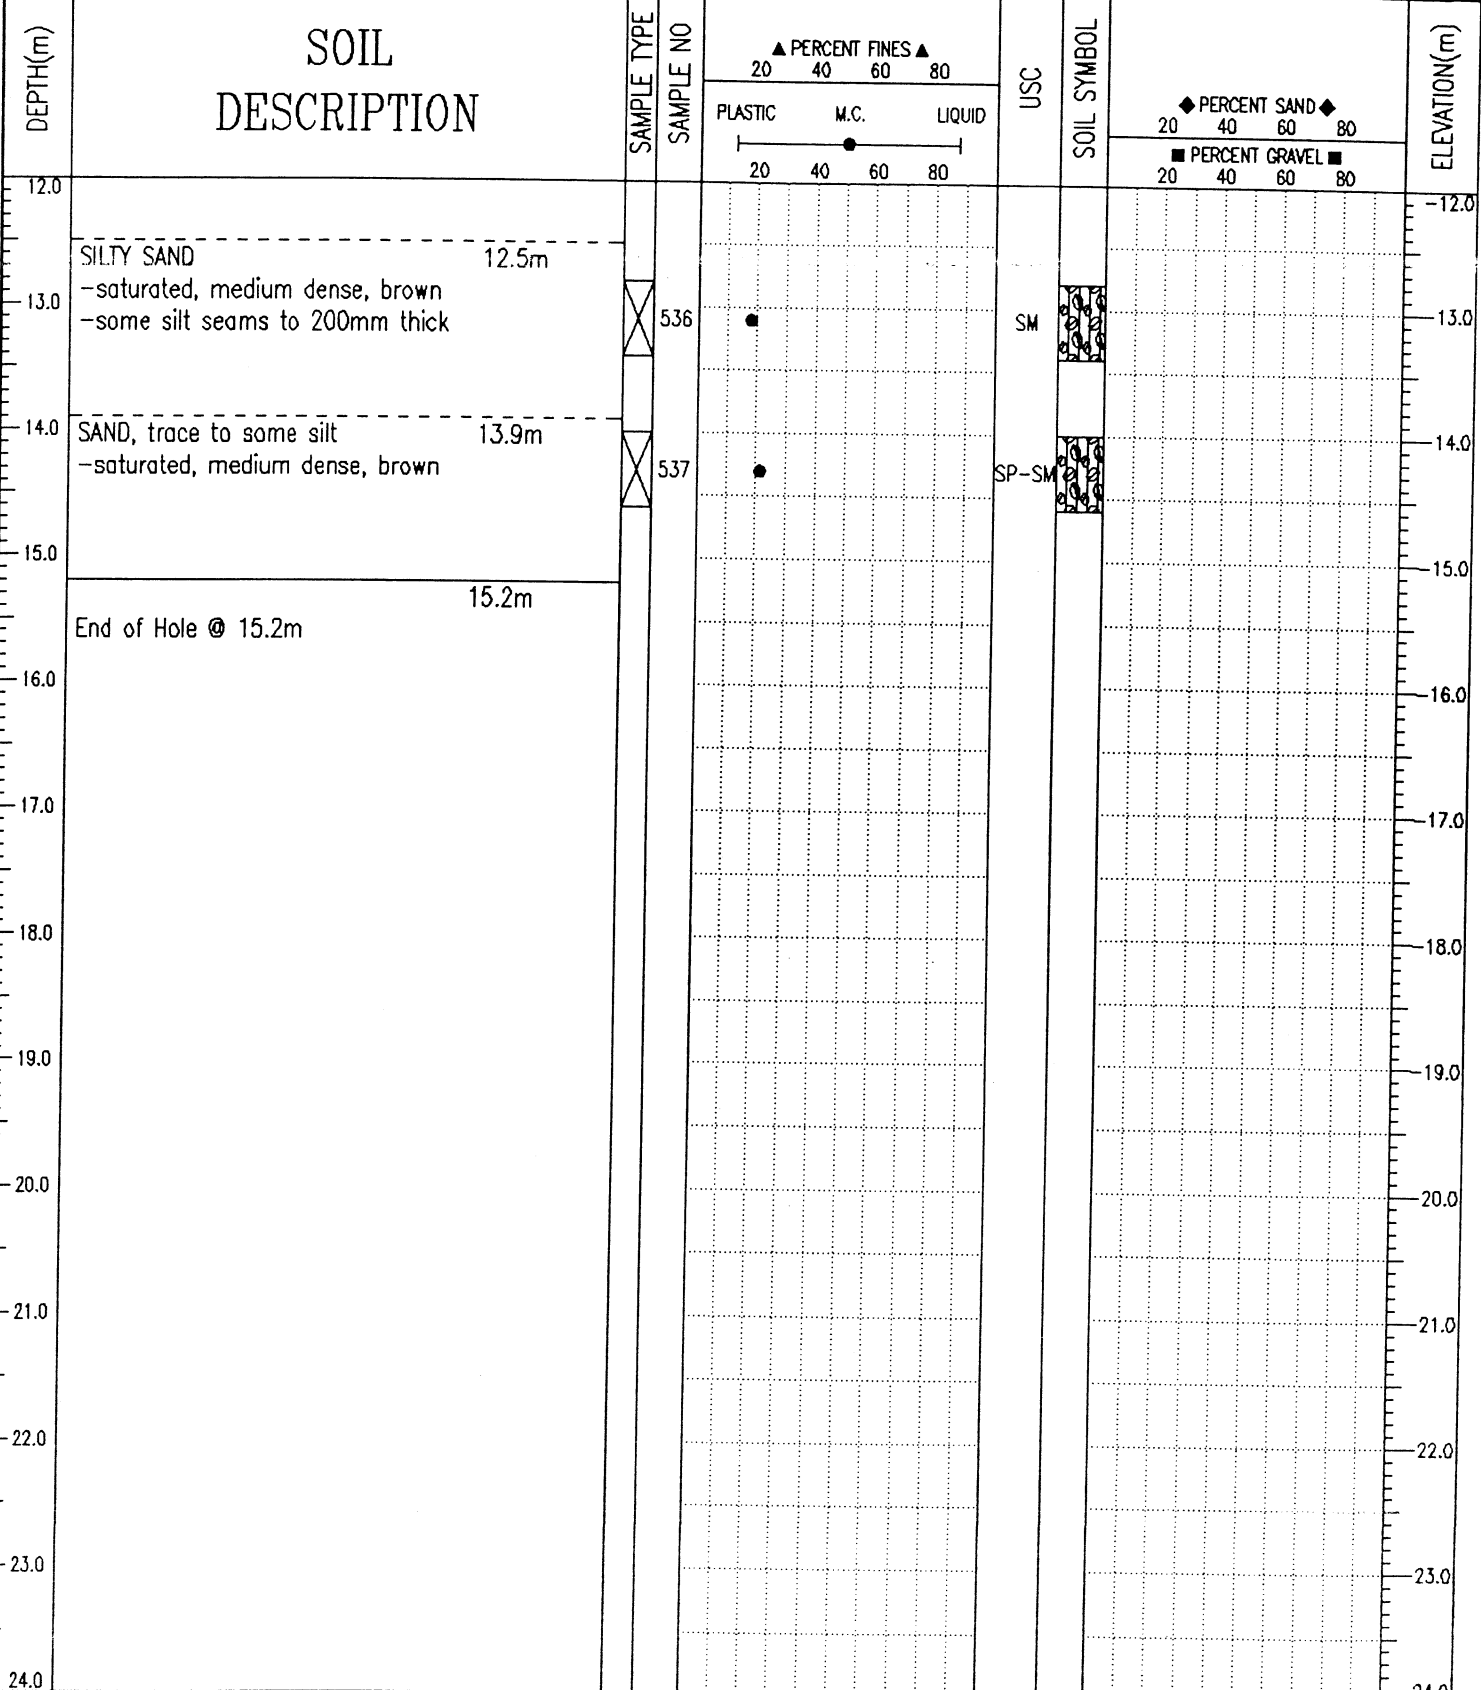 DEPTH(m)
SOIL
DESCRIPTION
SAMPLE TYPE
SAMPLE NO
▲ PERCENT FINES ▲
20 40 60 80
PLASTIC M.C. LIQUID
20 40 60 80
USC
SOIL SYMBOL
◆ PERCENT SAND ◆
20 40 60 80
■ PERCENT GRAVEL ■
20 40 60 80
ELEVATION(m)
12.0
-12.0
SILTY SAND 12.5m
-saturated, medium dense, brown
13.0
-some silt seams to 200mm thick
536
SM
-13.0
14.0
SAND, trace to some silt 13.9m
-14.0
-saturated, medium dense, brown
537
SP-SM
15.0
-15.0
15.2m
End of Hole @ 15.2m
16.0
-16.0
17.0
-17.0
18.0
-18.0
19.0
-19.0
20.0
-20.0
21.0
-21.0
22.0
-22.0
23.0
-23.0
24.0